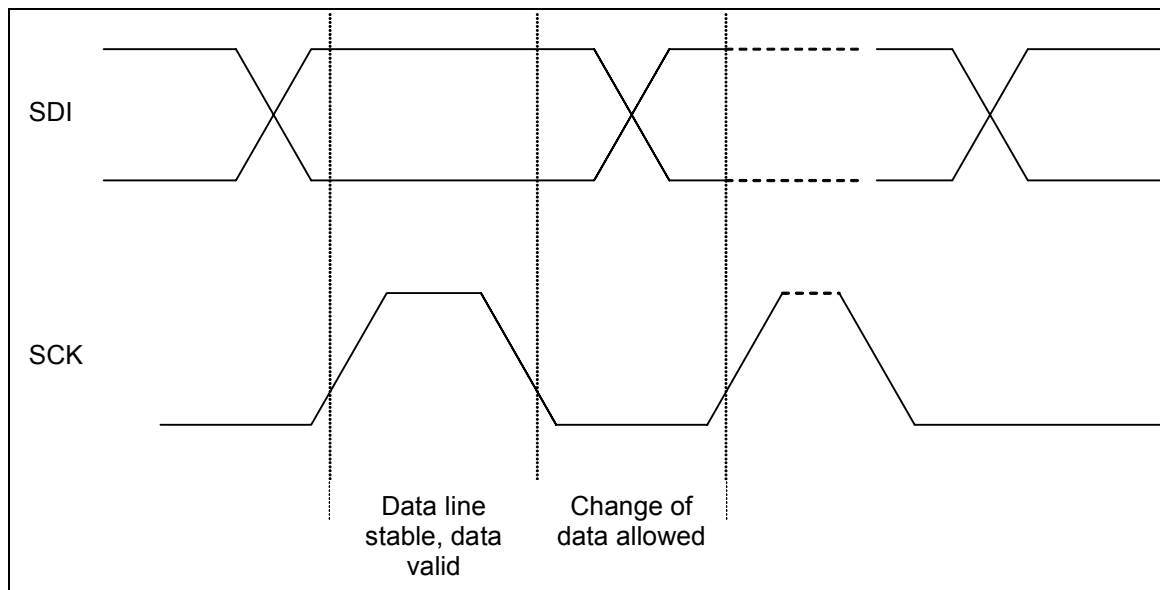 SDI
SCK
Data line
stable, data
valid
Change of
data allowed